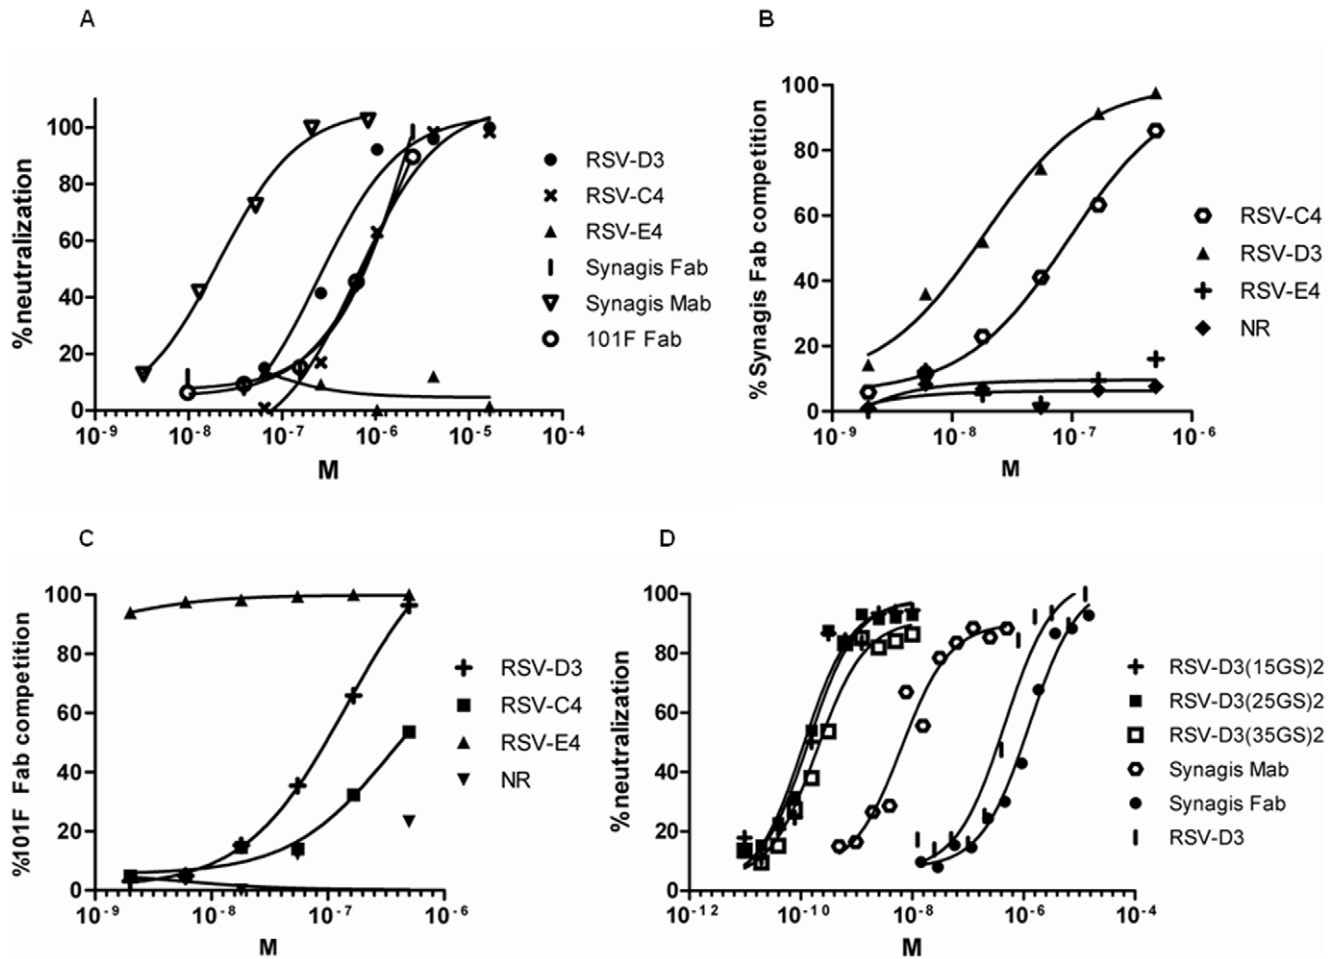 A
%neutralization
100
80
60
40
20
0
10-9
10-8
10-7
10-6
10-5
10-4
M
RSV-D3
RSV-C4
RSV-E4
Synagis Fab
Synagis Mab
101F Fab
B
%Synagis Fab competition
100
80
60
40
20
0
10-9
10-8
10-7
10-6
M
RSV-C4
RSV-D3
RSV-E4
NR
C
%101F Fab competition
100
80
60
40
20
0
10-9
10-8
10-7
10-6
M
RSV-D3
RSV-C4
RSV-E4
NR
D
%neutralization
100
80
60
40
20
0
10-12
10-10
10-8
10-6
10-4
M
RSV-D3(15GS)2
RSV-D3(25GS)2
RSV-D3(35GS)2
Synagis Mab
Synagis Fab
RSV-D3